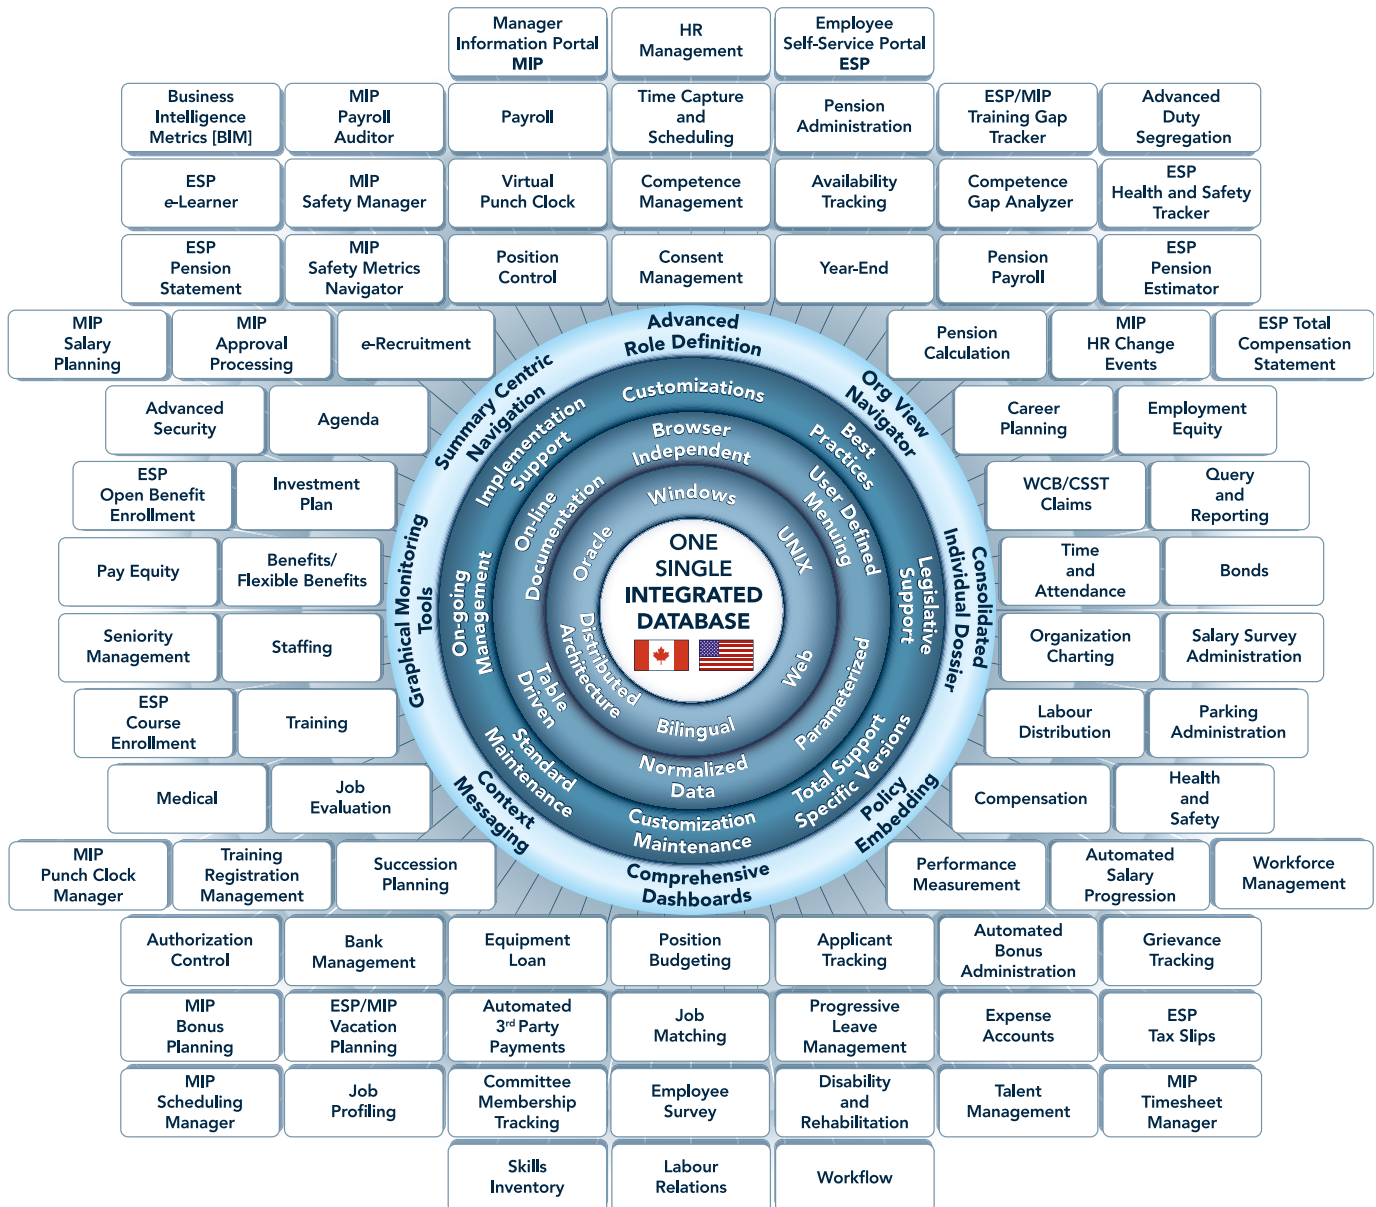 Manager
Information Portal
MIP
HR
Management
Employee
Self-Service Portal
ESP
Business
Intelligence
Metrics [BIM]
MIP
Payroll
Auditor
Payroll
Time Capture
and
Scheduling
Pension
Administration
ESP/MIP
Training Gap
Tracker
Advanced
Duty
Segregation
ESP
e-Learner
MIP
Safety Manager
Virtual
Punch Clock
Competence
Management
Availability
Tracking
Competence
Gap Analyzer
ESP
Health and Safety
Tracker
ESP
Pension
Statement
MIP
Safety Metrics
Navigator
Position
Control
Consent
Management
Year-End
Pension
Payroll
ESP
Pension
Estimator
MIP
Salary
Planning
MIP
Approval
Processing
e-Recruitment
Pension
Calculation
MIP
HR Change
Events
ESP Total
Compensation
Statement
Advanced
Security
Agenda
Career
Planning
Employment
Equity
ESP
Open Benefit
Enrollment
Investment
Plan
WCB/CSST
Claims
Query
and
Reporting
Pay Equity
Benefits/
Flexible Benefits
Time
and
Attendance
Bonds
Seniority
Management
Staffing
Organization
Charting
Salary Survey
Administration
ESP
Course
Enrollment
Training
Labour
Distribution
Parking
Administration
Medical
Job
Evaluation
Compensation
Health
and
Safety
MIP
Punch Clock
Manager
Training
Registration
Management
Succession
Planning
Performance
Measurement
Automated
Salary
Progression
Workforce
Management
Advanced
Role Definition
Org View
Navigator
Consolidated
Individual Dossier
Policy
Embedding
Comprehensive
Dashboards
Context
Messaging
Graphical Monitoring
Tools
Summary Centric
Navigation
Customizations
Best
Practices
Legislative
Support
Total Support
Specific Versions
Customization
Maintenance
Standard
Maintenance
On-going
Management
Implementation
Support
Browser
Independent
User Defined
Menuing
Parameterized
Normalized
Data
Table
Driven
On-line
Documentation
Windows
UNIX
Web
Bilingual
Distributed
Architecture
Oracle
ONE
SINGLE
INTEGRATED
DATABASE
Authorization
Control
Bank
Management
Equipment
Loan
Position
Budgeting
Applicant
Tracking
Automated
Bonus
Administration
Grievance
Tracking
MIP
Bonus
Planning
ESP/MIP
Vacation
Planning
Automated
3rd Party
Payments
Job
Matching
Progressive
Leave
Management
Expense
Accounts
ESP
Tax Slips
MIP
Scheduling
Manager
Job
Profiling
Committee
Membership
Tracking
Employee
Survey
Disability
and
Rehabilitation
Talent
Management
MIP
Timesheet
Manager
Skills
Inventory
Labour
Relations
Workflow